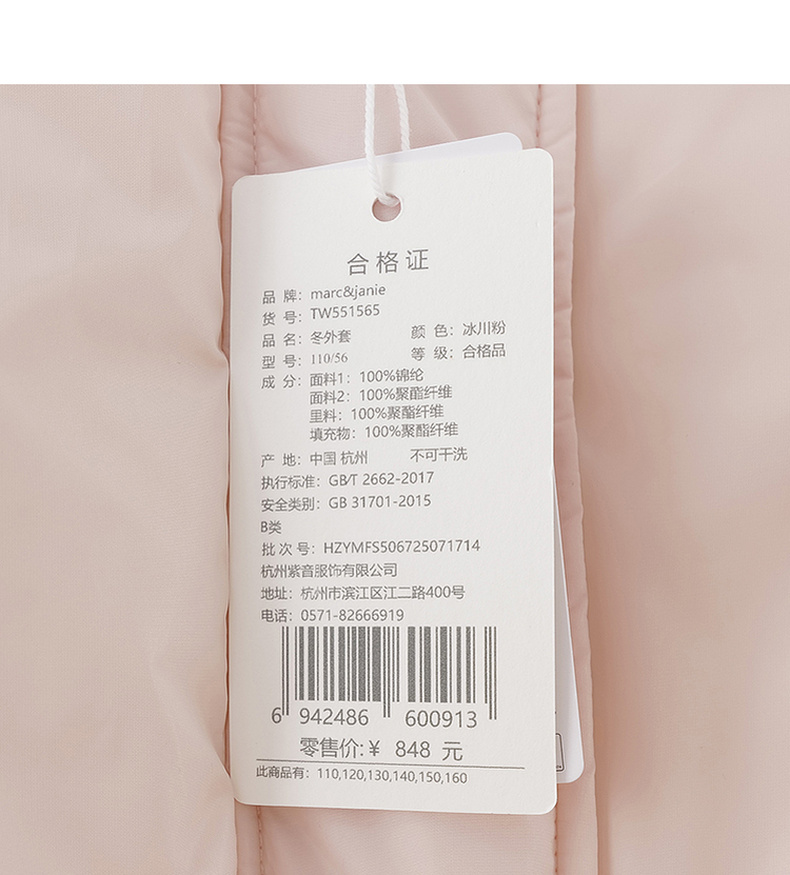 合格证
品 牌：marc&janie
货 号：TW551565
品 名：冬外套 颜 色：冰川粉
型 号：110/56 等 级：合格品
成 分：面料1：100%锦纶
面料2：100%聚酯纤维
里料：100%聚酯纤维
填充物：100%聚酯纤维
产 地：中国 杭州 不可干洗
执行标准：GB/T 2662-2017
安全类别：GB 31701-2015
B类
批 次 号：HZYMFS506725071714
杭州紫音服饰有限公司
地址：杭州市滨江区江二路400号
电话：0571-82666919
6 942486 600913
零售价:￥ 848 元
此商品有：110,120,130,140,150,160